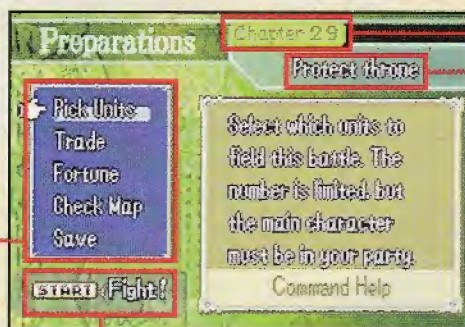 Preparations
Chapter 29
Protect throne
Pick Units
Trade
Fortune
Check Map
Save
START Fight!
Select which units to
field this battle. The
number is limited, but
the main character
must be in your party.
Command Help